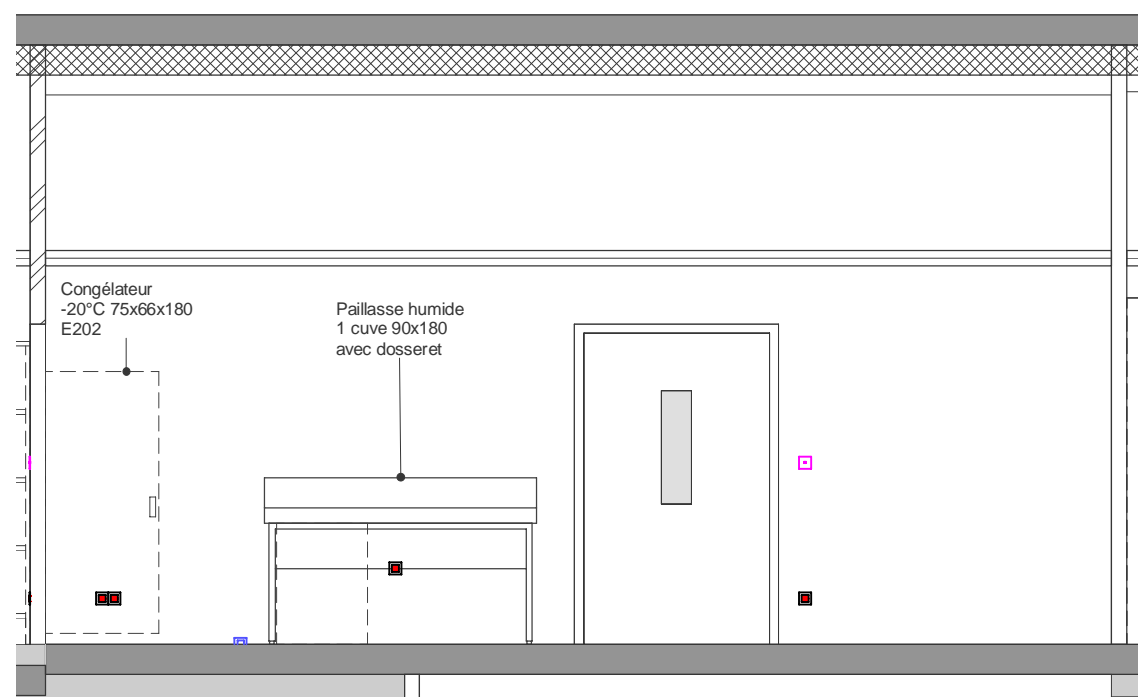 Congélateur
-20°C 75x66x180
E202
Paillasse humide
1 cuve 90x180
avec dosseret